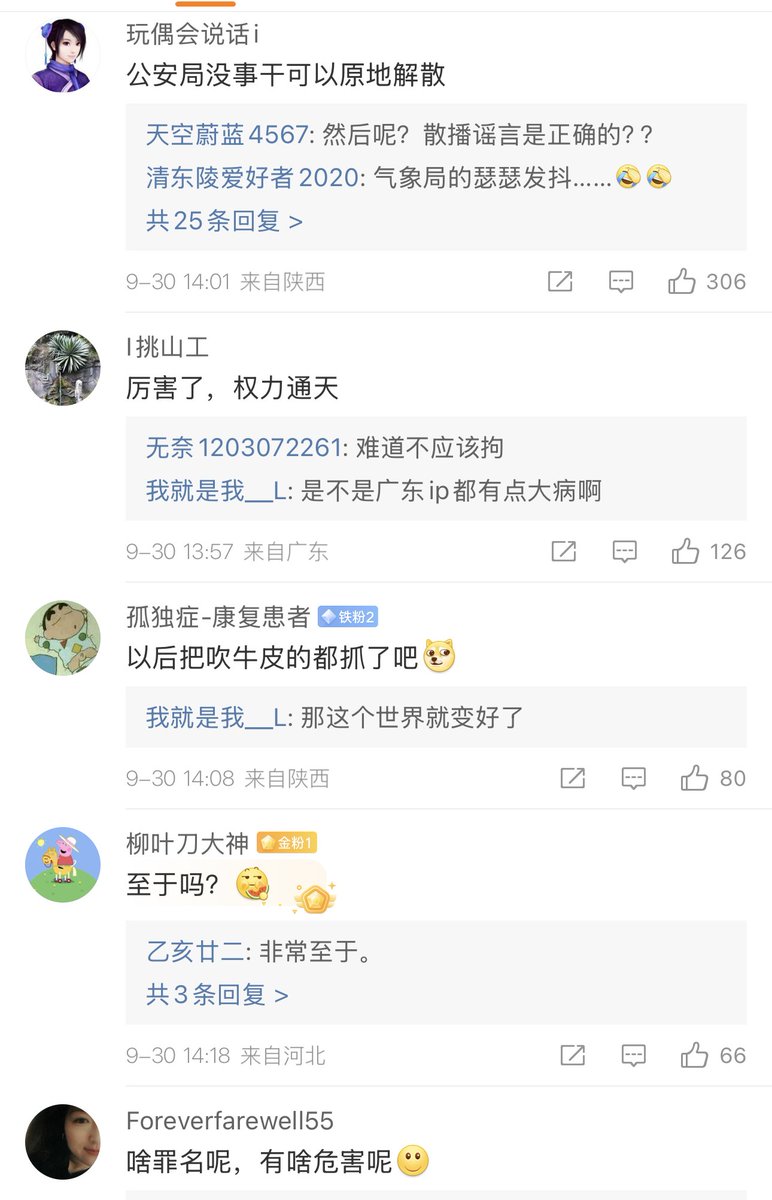 玩偶会说话i
公安局没事干可以原地解散
天空蔚蓝4567: 然后呢？散播谣言是正确的？？
清东陵爱好者2020: 气象局的瑟瑟发抖……🤣🤣
共25条回复 >
9-30 14:01 来自陕西 306
l挑山工
厉害了，权力通天
无奈1203072261: 难道不应该拘
我就是我__L: 是不是广东ip都有点大病啊
9-30 13:57 来自广东 126
孤独症-康复患者 铁粉2
以后把吹牛皮的都抓了吧
我就是我__L: 那这个世界就变好了
9-30 14:08 来自陕西 80
柳叶刀大神 金粉1
至于吗？
乙亥廿二: 非常至于。
共3条回复 >
9-30 14:18 来自河北 66
Foreverfarewell55
啥罪名呢，有啥危害呢🙂